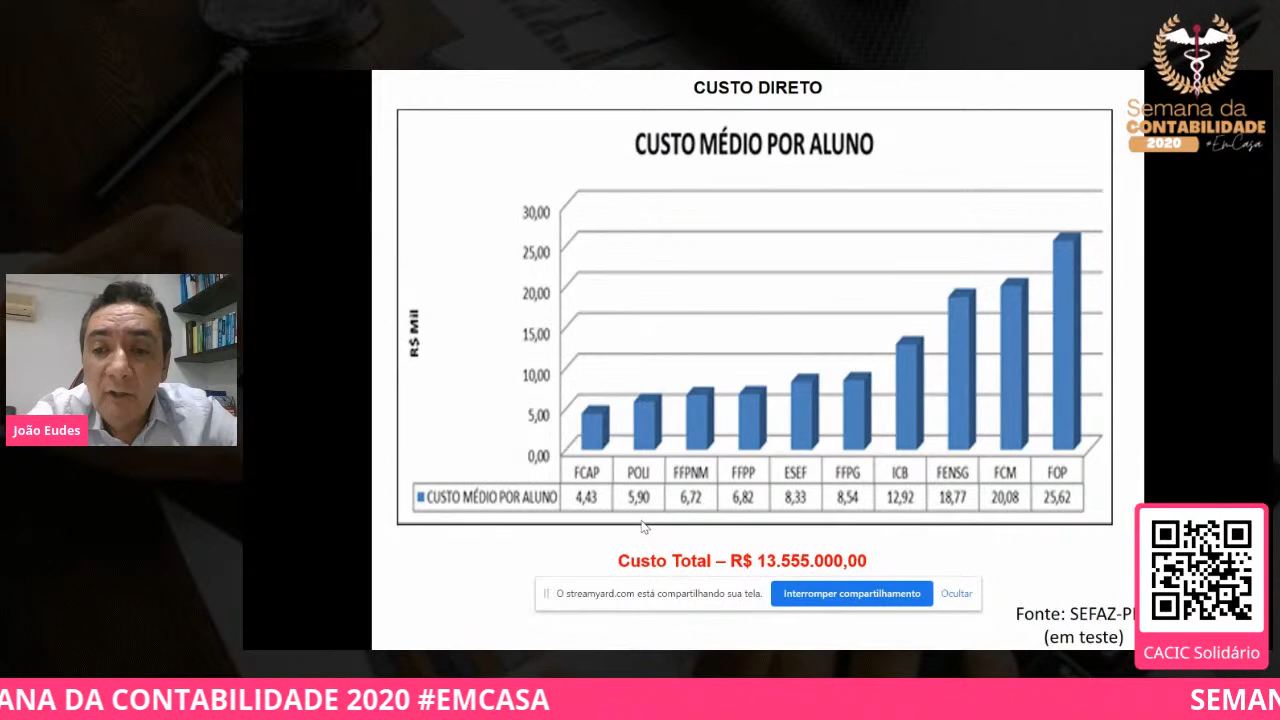 CUSTO DIRETO
CUSTO MÉDIO POR ALUNO
R$ Mil
30,00
25,00
20,00
15,00
10,00
5,00
0,00
FCAP POLI FFPNM FFPP ESEF FFPG ICB FENSG FCM FOP
CUSTO MÉDIO POR ALUNO 4,43 5,90 6,72 6,82 8,33 8,54 12,92 18,77 20,08 25,62
Custo Total – R$ 13.555.000,00
O streamyard.com está compartilhando sua tela. Interromper compartilhamento Ocultar
Fonte: SEFAZ-P
(em teste)
João Eudes
Semana da
CONTABILIDADE
2020 #EmCasa
CACIC Solidário
ANA DA CONTABILIDADE 2020 #EMCASA
SEMAN